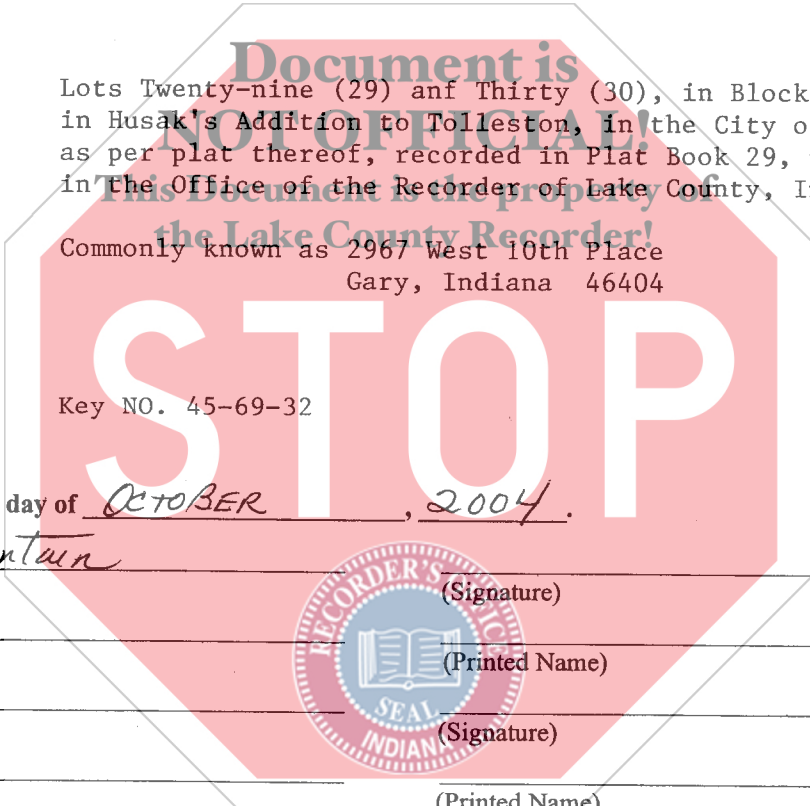 Document is
Lots Twenty-nine (29) anf Thirty (30), in Block
NOT OFFICIAL!
in Husak's Addition to Tolleston, in the City o
as per plat thereof, recorded in Plat Book 29,
This Document is the property of
in the Office of the Recorder of Lake County, I
the Lake County Recorder!
Commonly known as 2967 West 10th Place
Gary, Indiana 46404
STOP
Key NO. 45-69-32
day of OCTOBER, 2004.
(Signature)
(Printed Name)
(Signature)
(Printed Name)
RECORDER'S OFFICE
SEAL
INDIANA